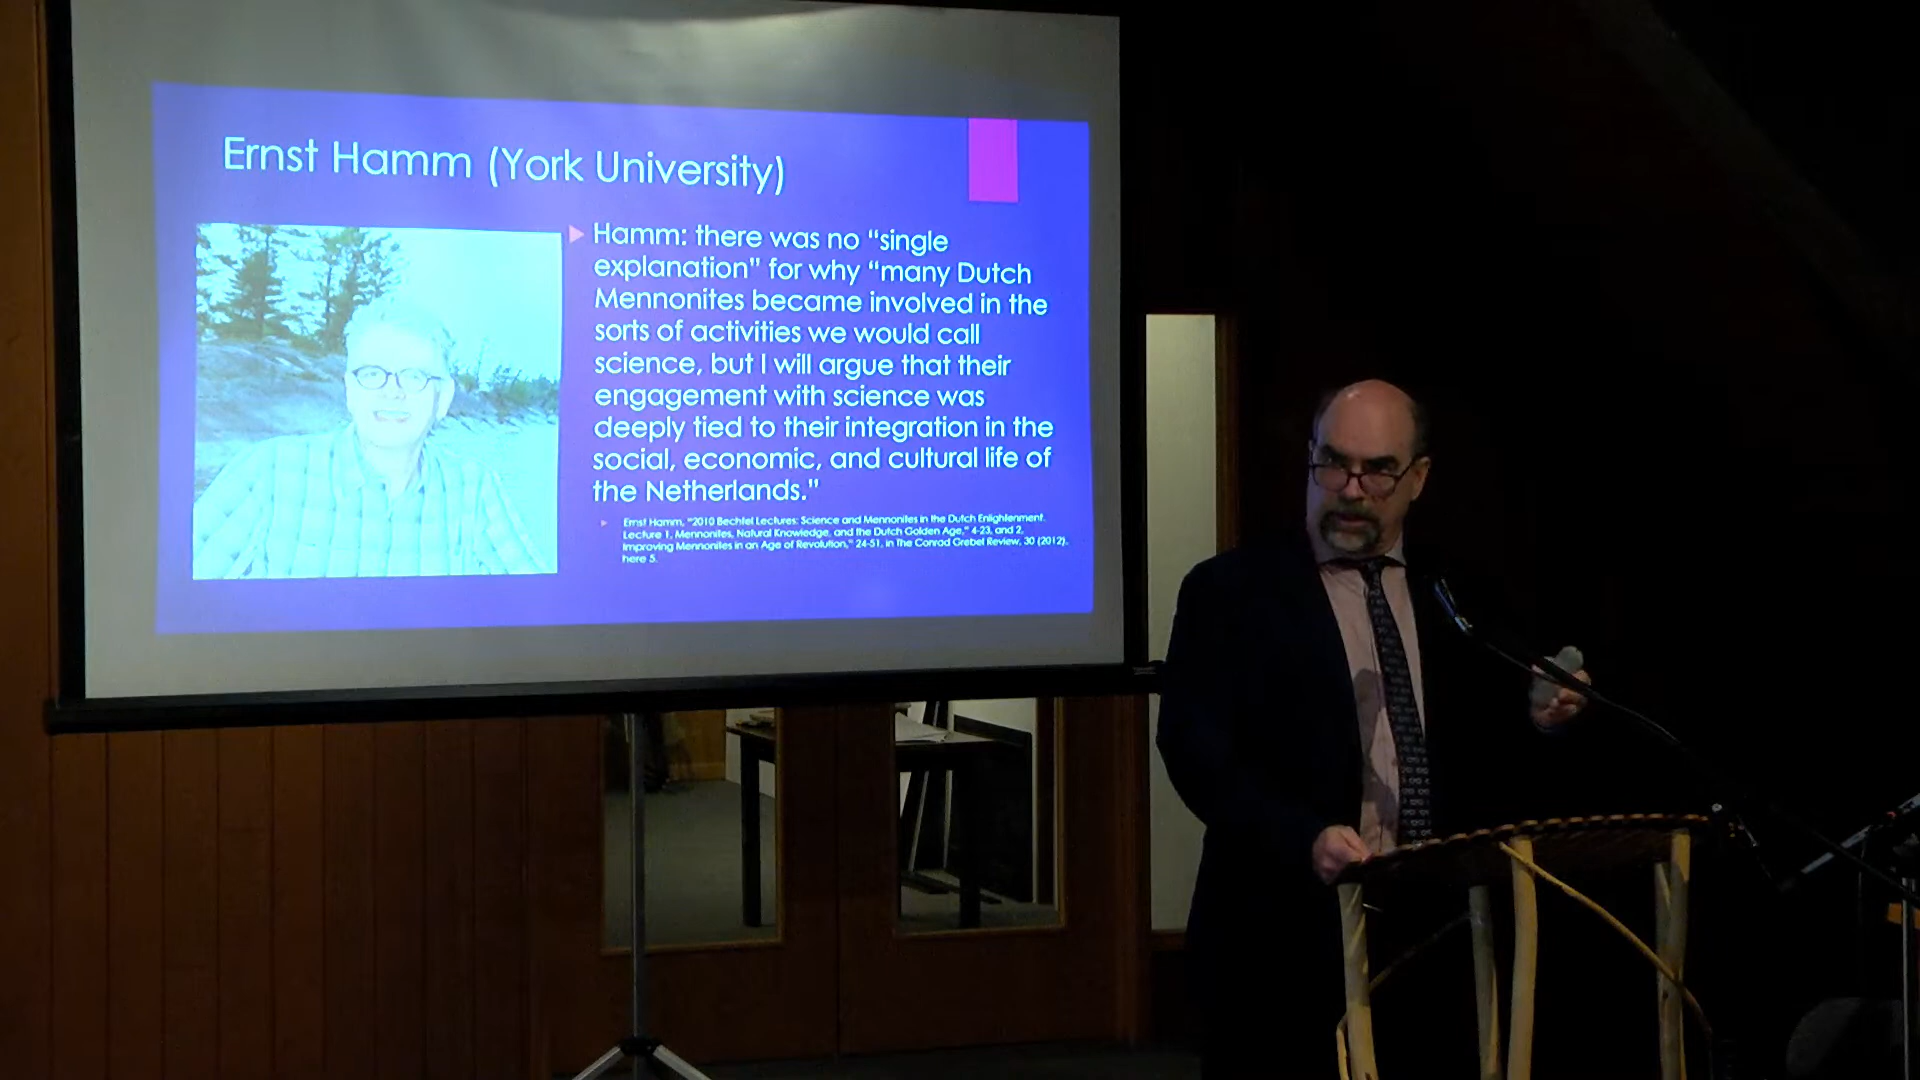 Ernst Hamm (York University)
Hamm: there was no “single
explanation” for why “many Dutch
Mennonites became involved in the
sorts of activities we would call
science, but I will argue that their
engagement with science was
deeply tied to their integration in the
social, economic, and cultural life of
the Netherlands.”
Ernst Hamm, “2010 Bechtel Lectures: Science and Mennonites in the Dutch Enlightenment.
Lecture 1, Mennonites, Natural Knowledge, and the Dutch Golden Age,” 4-23, and 2,
Improving Mennonites in an Age of Revolution,” 24-51, in The Conrad Grebel Review, 30 (2012),
here 5.